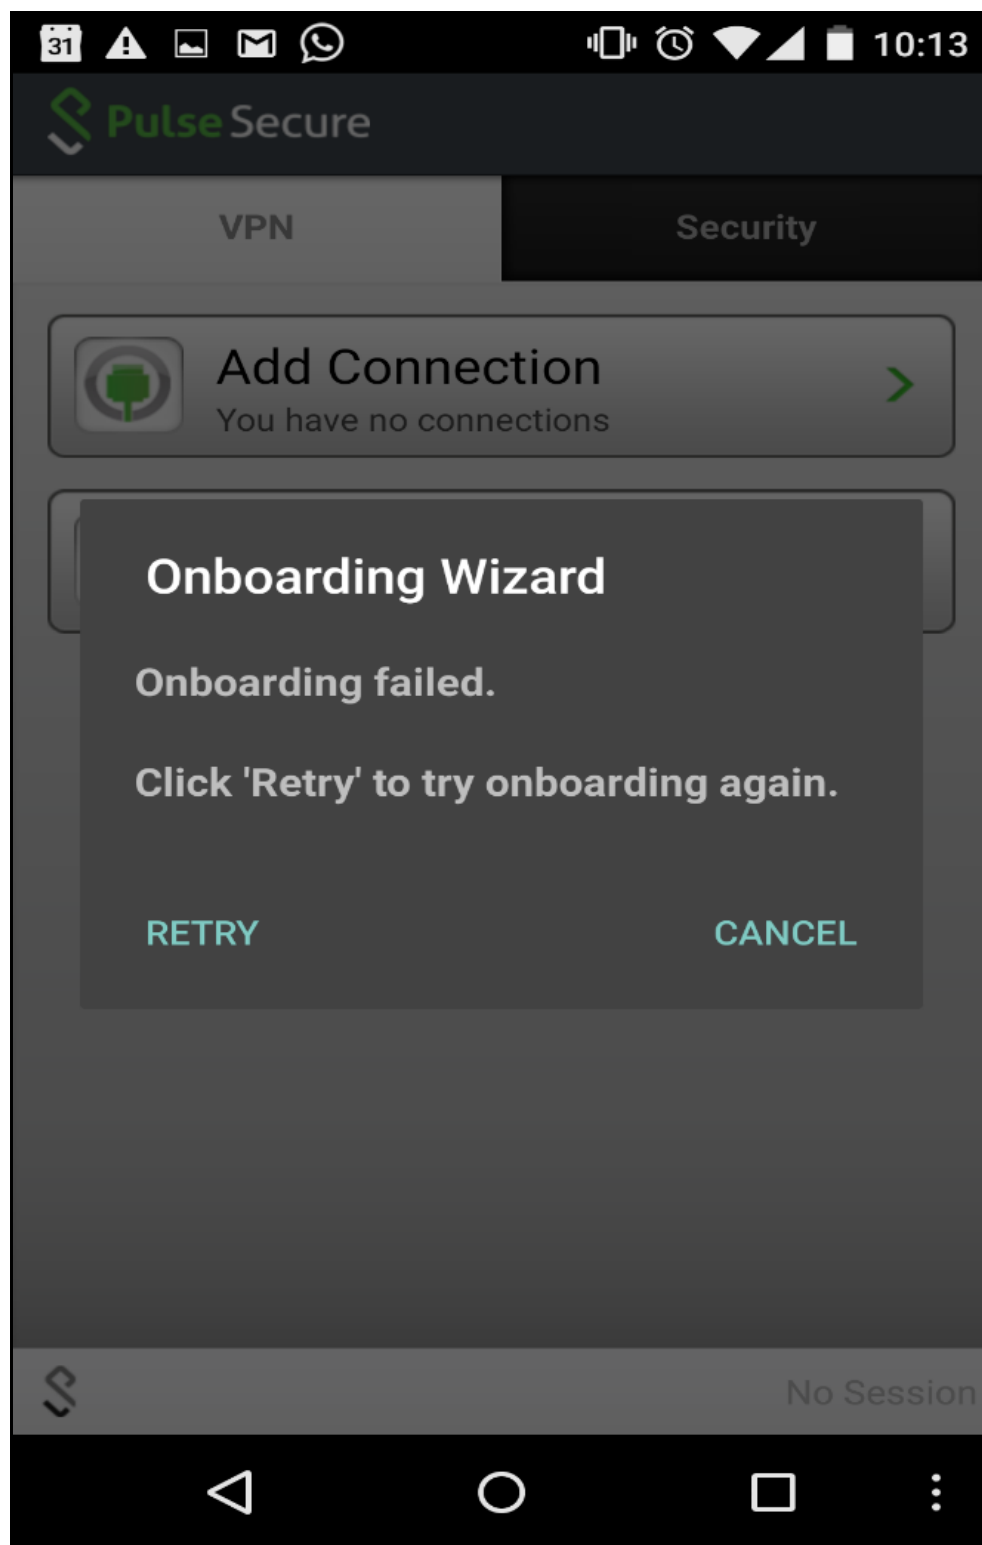 31
10:13
Pulse Secure
VPN
Security
Add Connection
You have no connections
Onboarding Wizard
Onboarding failed.
Click 'Retry' to try onboarding again.
RETRY
CANCEL
No Session